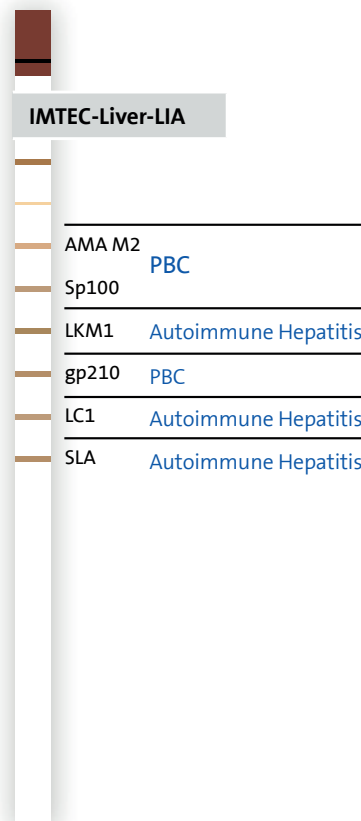 IMTEC-Liver-LIA
AMA M2
PBC
Sp100
LKM1 Autoimmune Hepatitis
gp210 PBC
LC1 Autoimmune Hepatitis
SLA Autoimmune Hepatitis